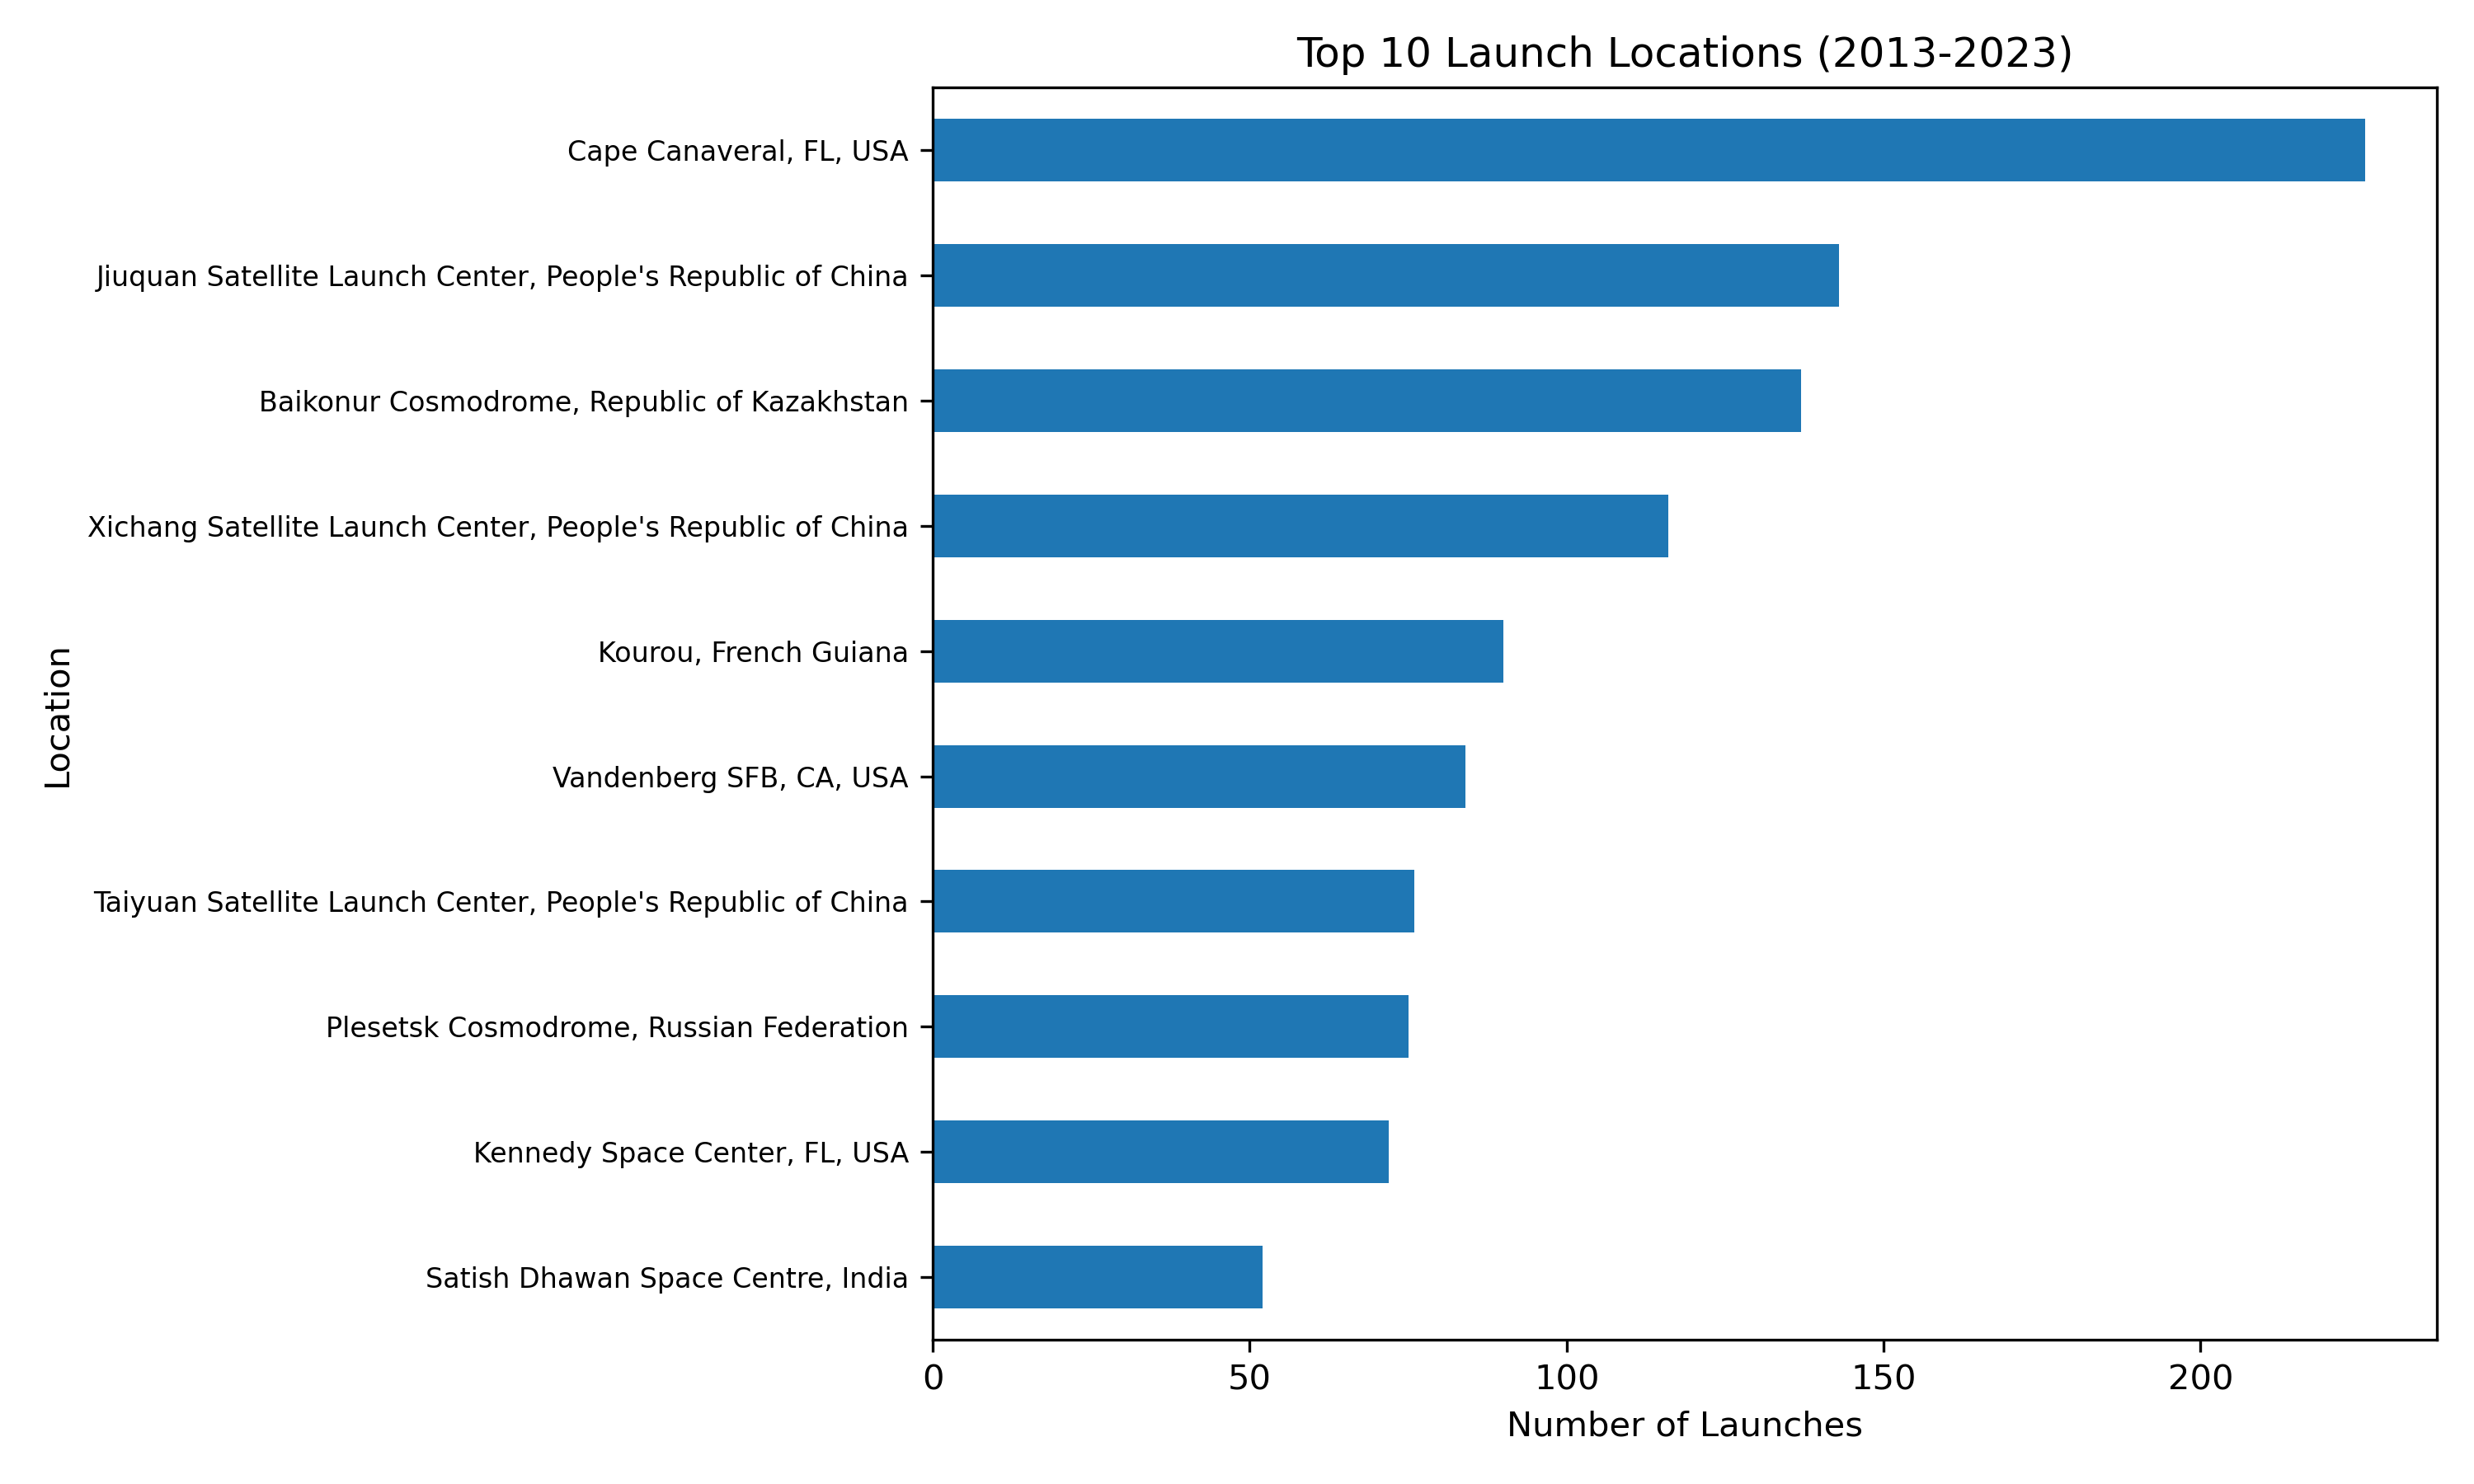 Top 10 Launch Locations (2013-2023)
Location
Cape Canaveral, FL, USA
Jiuquan Satellite Launch Center, People's Republic of China
Baikonur Cosmodrome, Republic of Kazakhstan
Xichang Satellite Launch Center, People's Republic of China
Kourou, French Guiana
Vandenberg SFB, CA, USA
Taiyuan Satellite Launch Center, People's Republic of China
Plesetsk Cosmodrome, Russian Federation
Kennedy Space Center, FL, USA
Satish Dhawan Space Centre, India
0 50 100 150 200
Number of Launches